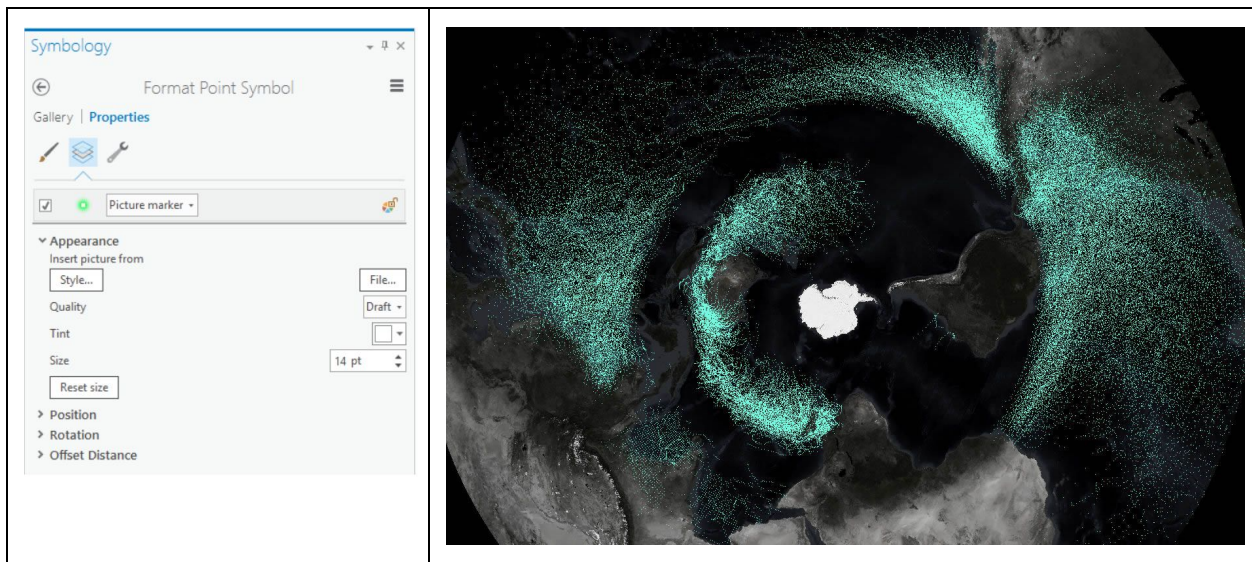 Symbology
Format Point Symbol
Gallery | Properties
Picture marker
Appearance
Insert picture from
Style... File...
Quality Draft
Tint
Size 14 pt
Reset size
Position
Rotation
Offset Distance